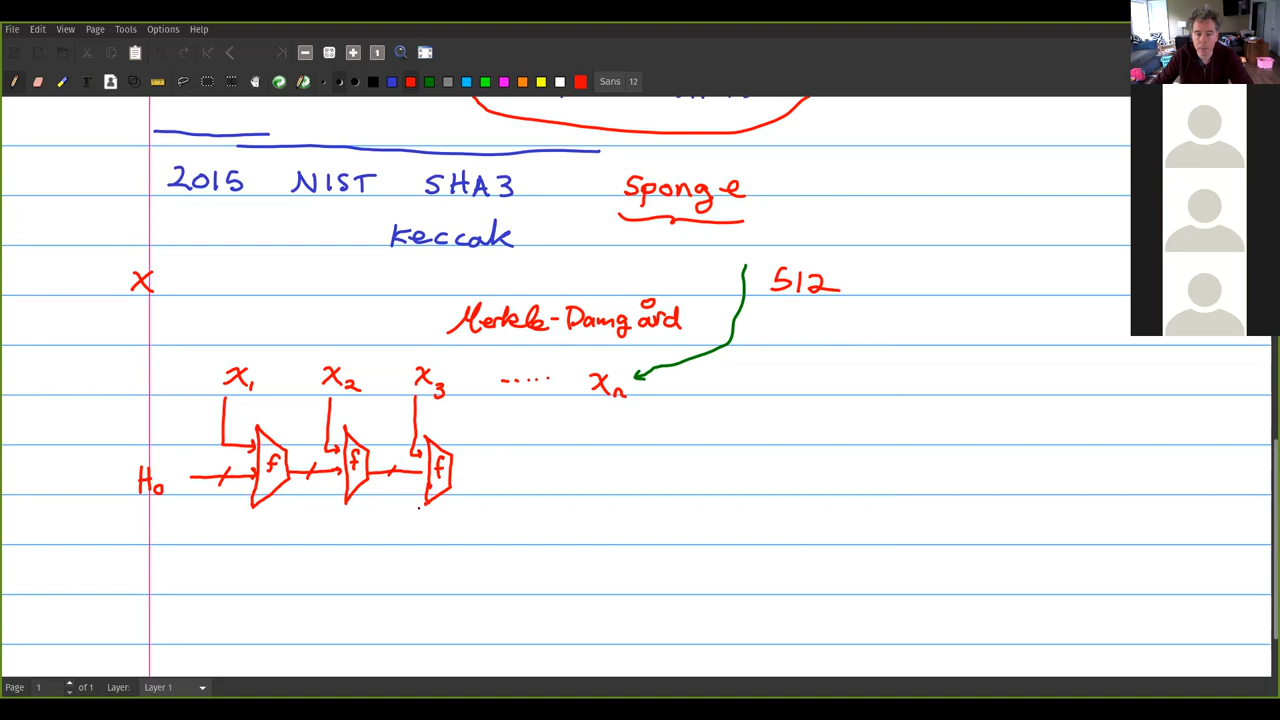 File Edit View Page Tools Options Help
1
T
Sans 12
2015 NIST SHA3 Sponge
Keccak
X 512
Merkle-Damgård
X1 X2 X3 ...... Xn
H0 f f f
Page 1 of 1 Layer: Layer 1